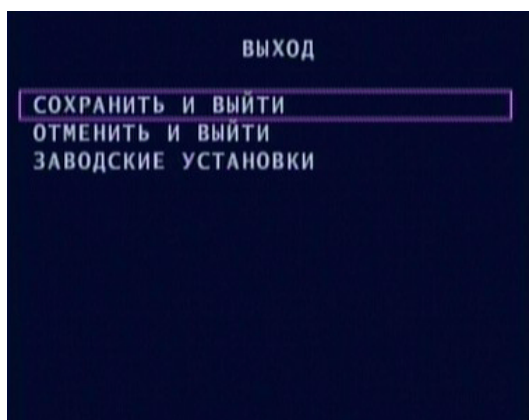 ВЫХОД
СОХРАНИТЬ И ВЫЙТИ
ОТМЕНИТЬ И ВЫЙТИ
ЗАВОДСКИЕ УСТАНОВКИ